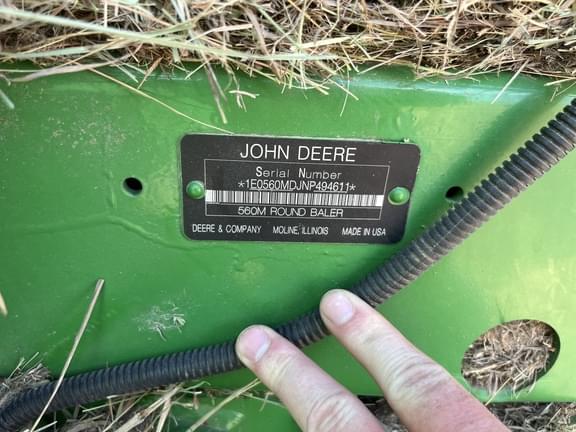 JOHN DEERE
Serial Number
*1E0560MDJNP494611*
560M ROUND BALER
DEERE & COMPANY MOLINE, ILLINOIS MADE IN USA